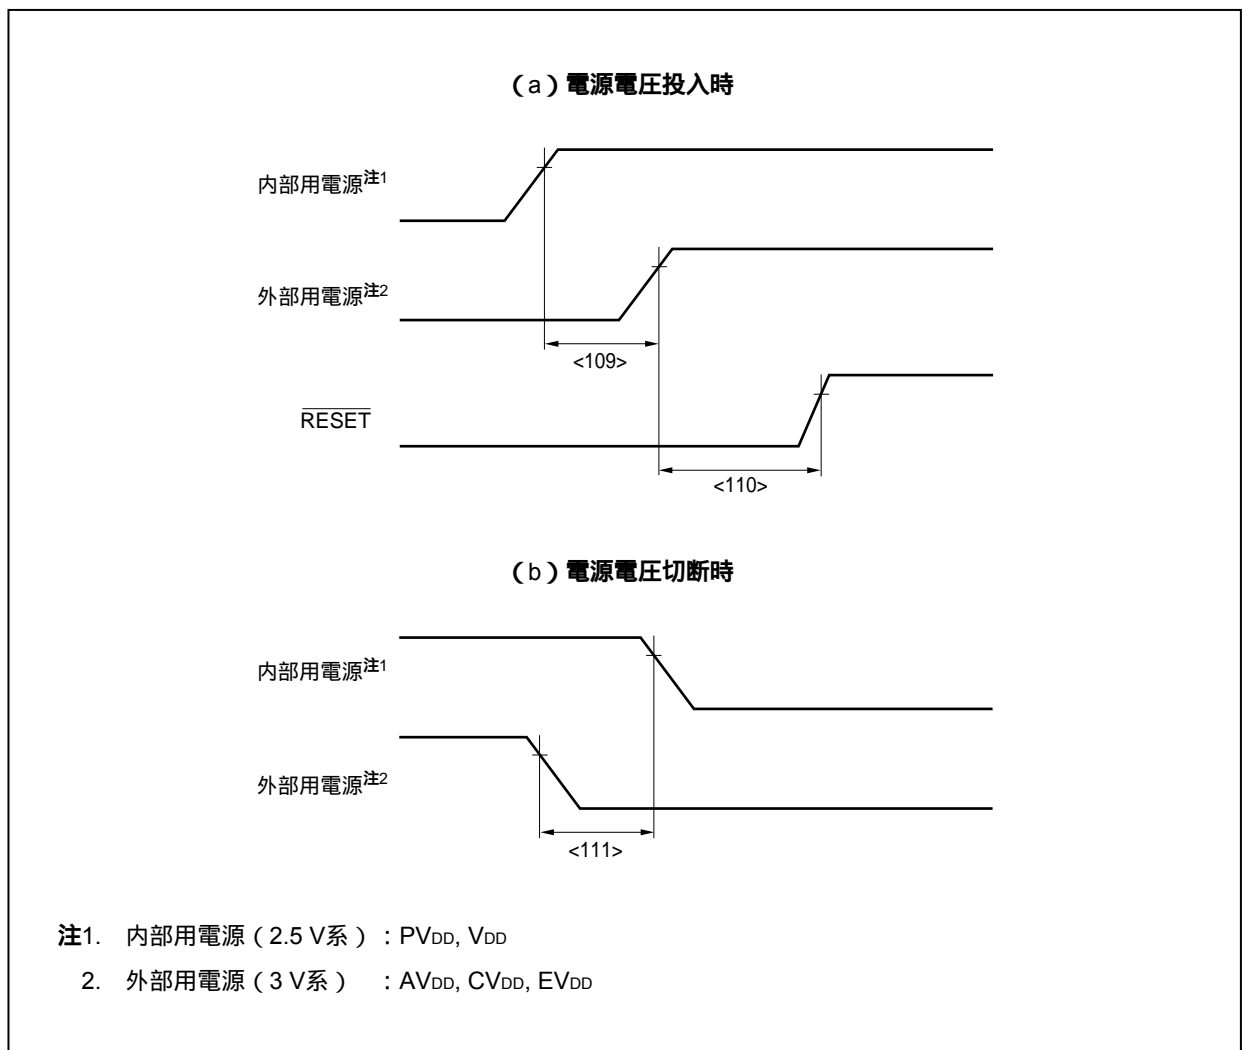 （a）電源電圧投入時
内部用電源注1
外部用電源注2
<109>
RESET
<110>
（b）電源電圧切断時
内部用電源注1
外部用電源注2
<111>
注1. 内部用電源（2.5 V系）：PVDD, VDD
2. 外部用電源（3 V系）：AVDD, CVDD, EVDD